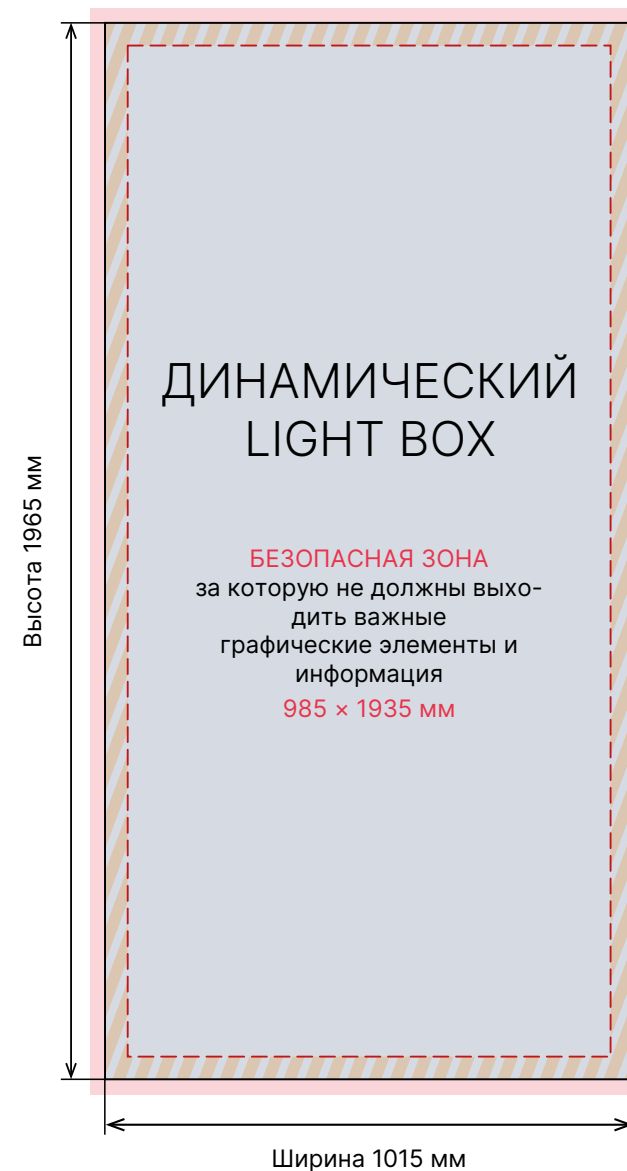 ДИНАМИЧЕСКИЙ
LIGHT BOX
Высота 1965 мм
БЕЗОПАСНАЯ ЗОНА
за которую не должны выхо-
дить важные
графические элементы и
информация
985 × 1935 мм
Ширина 1015 мм